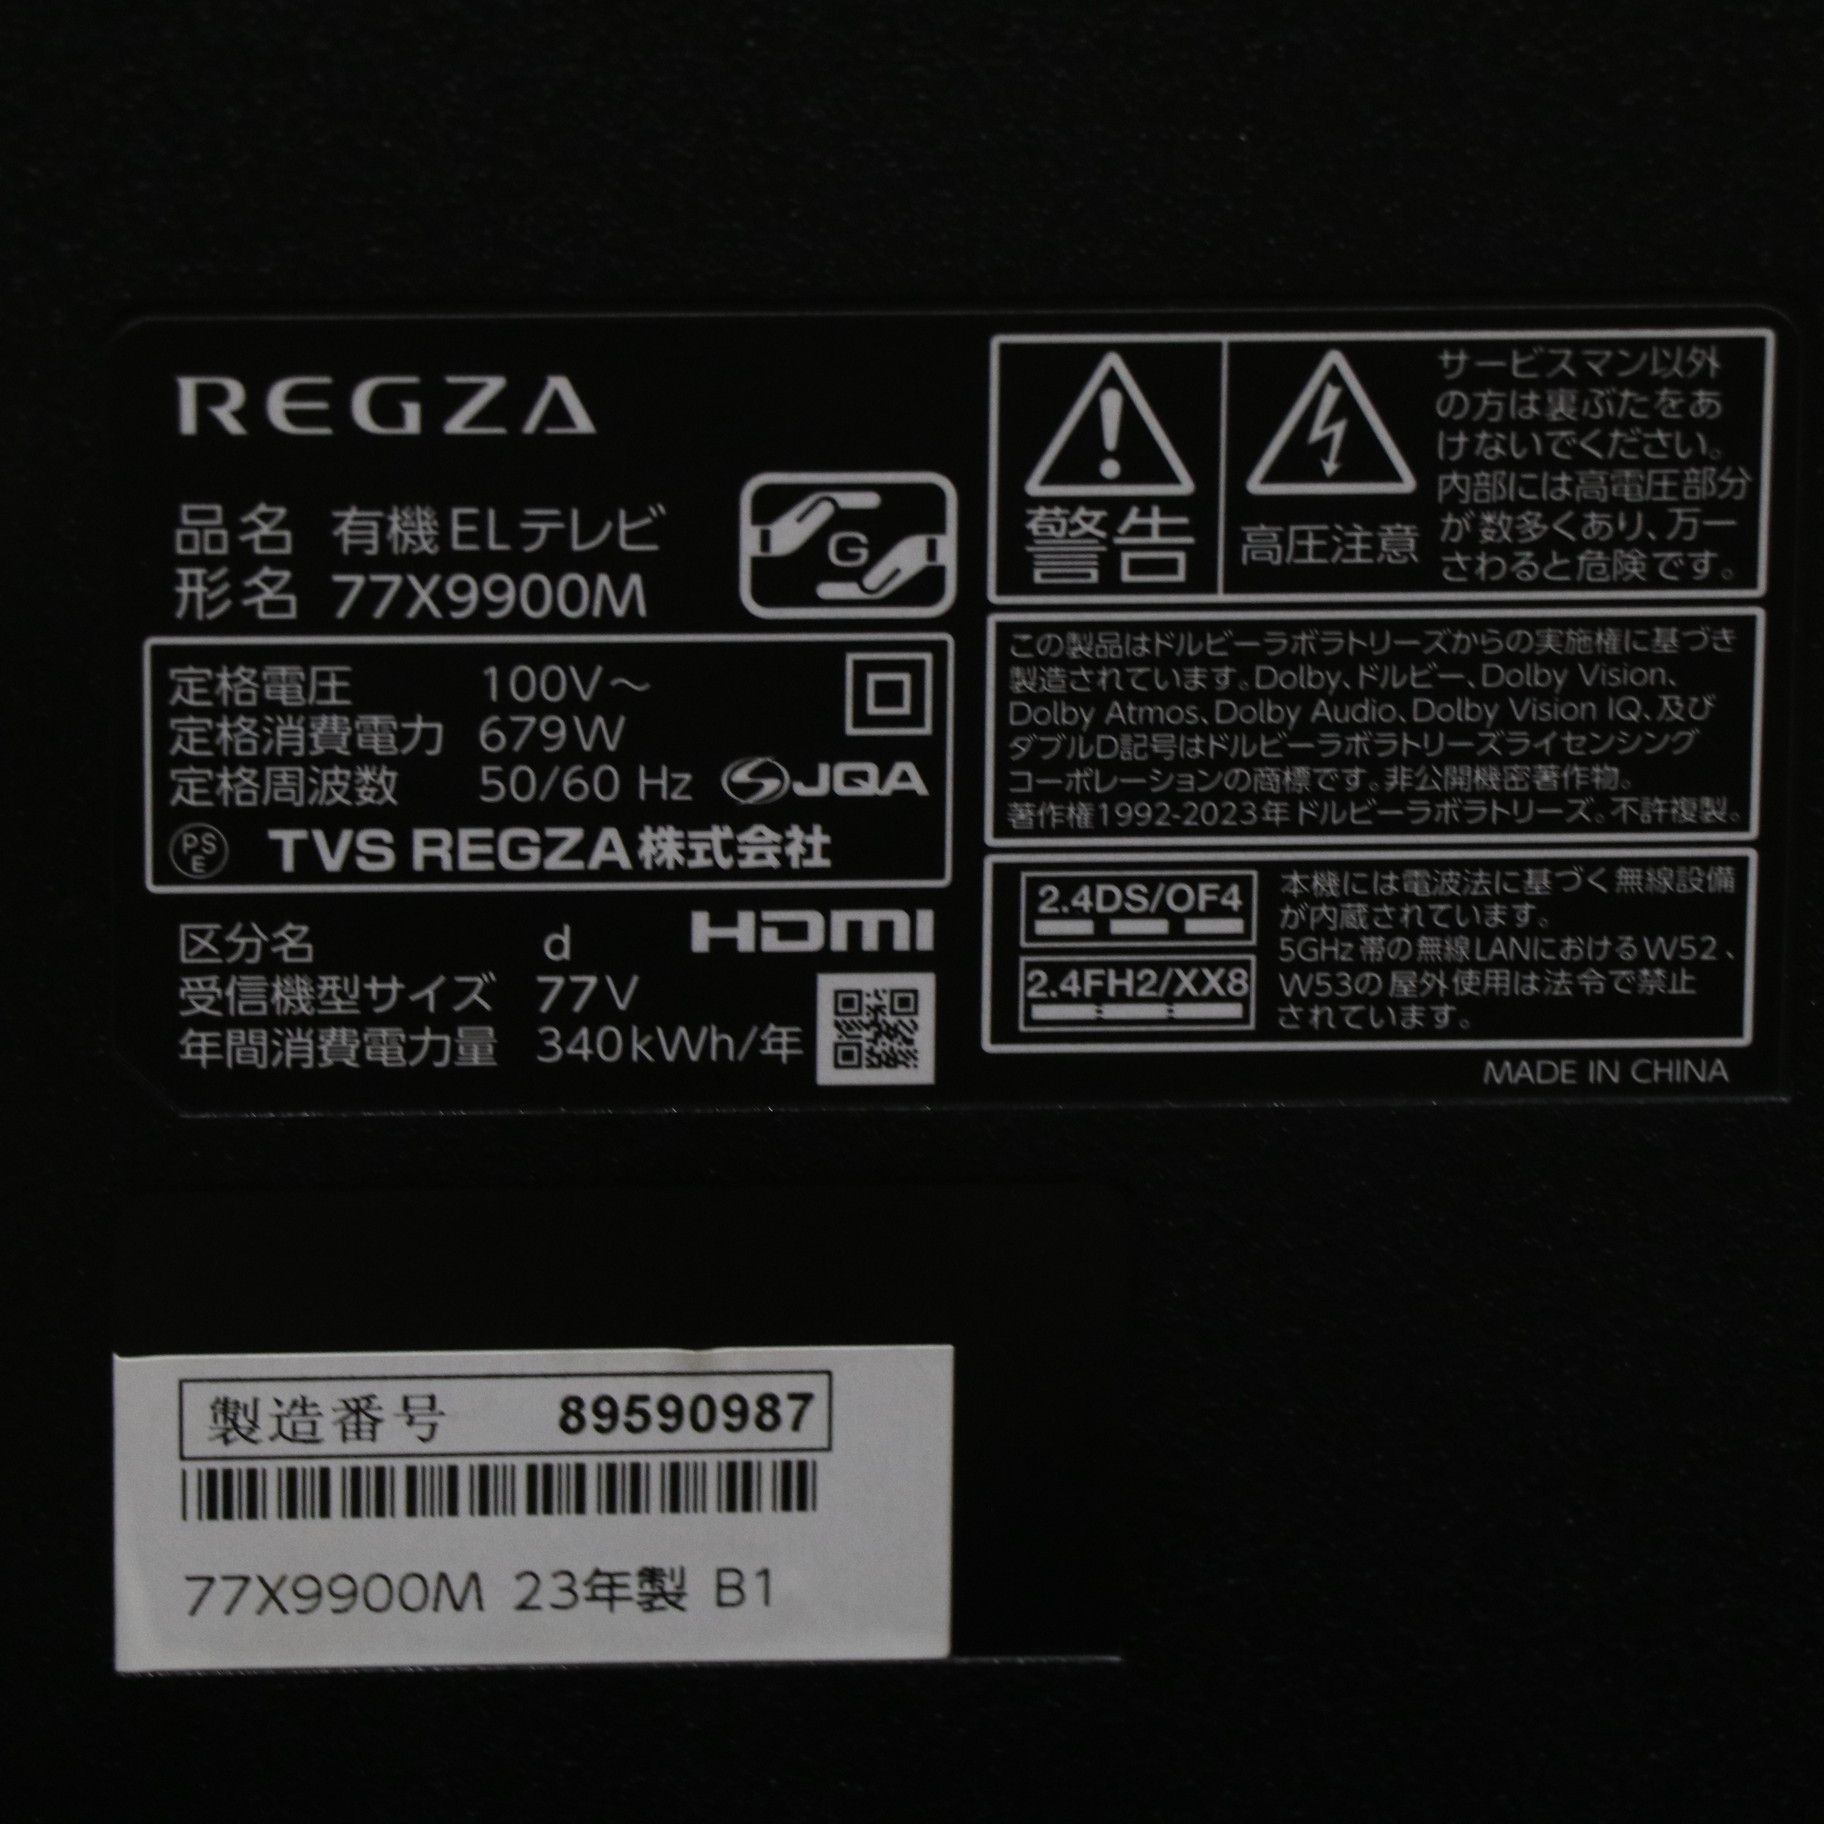 REGZA
品名 有機ELテレビ
形名 77X9900M
G
定格電圧 100V～
定格消費電力 679W
定格周波数 50/60 Hz
JQA
PS
E
TVS REGZA株式会社
区分名 d
HDMI
受信機型サイズ 77V
年間消費電力量 340kWh/年
警告
高圧注意
サービスマン以外
の方は裏ぶたをあ
けないでください。
内部には高電圧部分
が数多くあり、万一
さわると危険です。
この製品はドルビーラボラトリーズからの実施権に基づき
製造されています。Dolby、ドルビー、Dolby Vision、
Dolby Atmos、Dolby Audio、Dolby Vision IQ、及び
ダブルD記号はドルビーラボラトリーズライセンシング
コーポレーションの商標です。非公開機密著作物。
著作権1992-2023年ドルビーラボラトリーズ。不許複製。
2.4DS/OF4
2.4FH2/XX8
本機には電波法に基づく無線設備
が内蔵されています。
5GHz帯の無線LANにおけるW52、
W53の屋外使用は法令で禁止
されています。
MADE IN CHINA
製造番号 89590987
77X9900M 23年製 B1